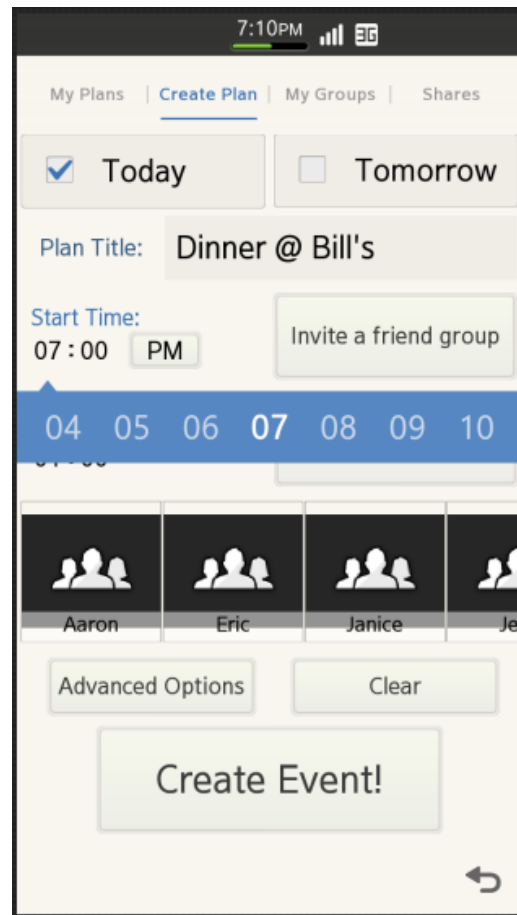 7:10PM 3G
My Plans | Create Plan | My Groups | Shares
Today Tomorrow
Plan Title: Dinner @ Bill's
Start Time:
07 : 00 PM Invite a friend group
04 05 06 07 08 09 10
Aaron Eric Janice Je
Advanced Options Clear
Create Event!